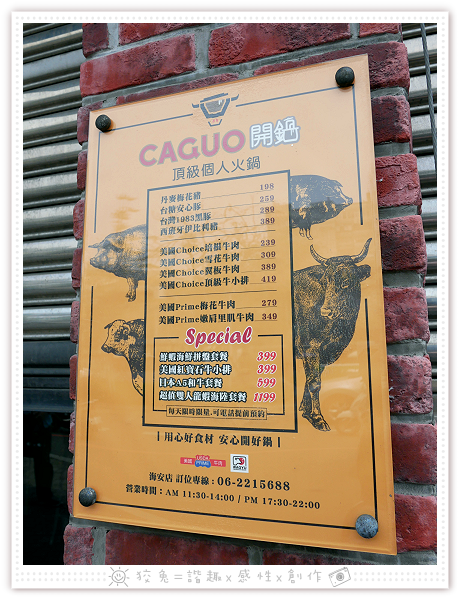 CAGUO 開鍋
頂級個人火鍋
丹麥梅花豬 198
台糖安心豚 259
台灣1983黑豚 289
西班牙伊比利豬 389
美國Choice培根牛肉 239
美國Choice雪花牛肉 309
美國Choice翼板牛肉 389
美國Choice頂級牛小排 419
美國Prime梅花牛肉 279
美國Prime嫩肩里肌牛肉 349
Special
鮮蝦海鮮拼盤套餐 399
美國紅寶石牛小排 399
日本A5和牛套餐 599
超值雙人龍蝦海陸套餐 1199
每天限時限量.可電話提前預約
| 用心好食材 安心開好鍋 |
美國 USDA PRIME 牛肉
WAGYU
海安店 訂位專線:06-2215688
營業時間:AM 11:30-14:00 / PM 17:30-22:00
狡兔=諧趣x感性x創作